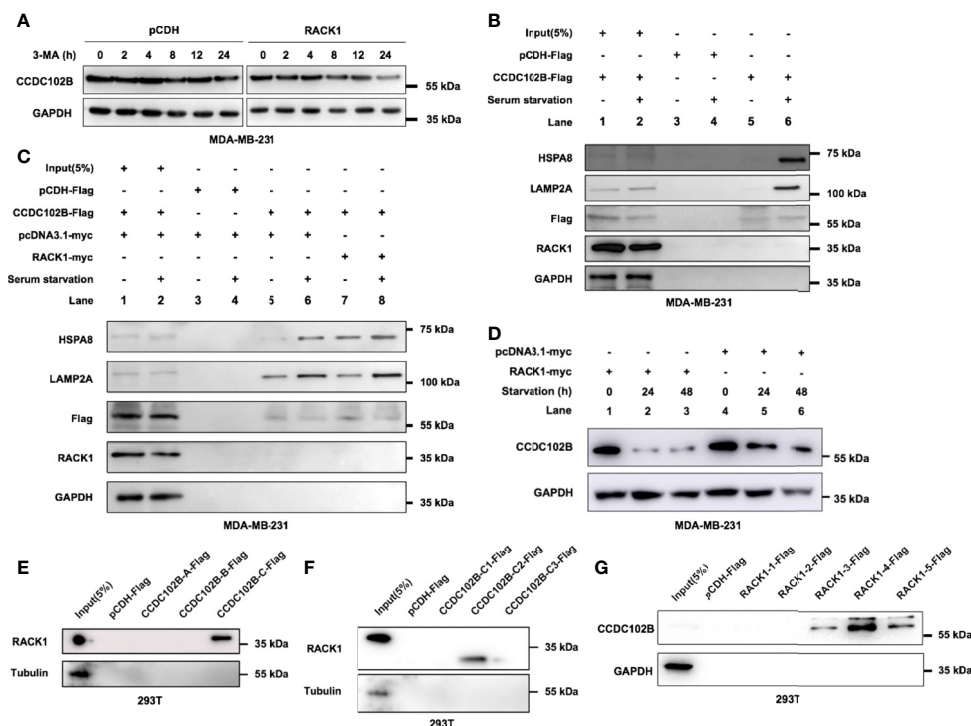 A
pCDH RACK1
3-MA (h) 0 2 4 8 12 24 0 2 4 8 12 24
CCDC102B 55 kDa
GAPDH 35 kDa
MDA-MB-231
B
Input(5%) + + - - - -
pCDH-Flag - - + + - -
CCDC102B-Flag + + - - + +
Serum starvation - + - + - +
Lane 1 2 3 4 5 6
HSPA8 75 kDa
LAMP2A 100 kDa
Flag 55 kDa
RACK1 35 kDa
GAPDH 35 kDa
MDA-MB-231
C
Input(5%) + + - - - - - -
pCDH-Flag - - + + - - - -
CCDC102B-Flag + + - - + + + +
pcDNA3.1-myc + + + + + + - -
RACK1-myc - - - - - - + +
Serum starvation - + - + - + - +
Lane 1 2 3 4 5 6 7 8
HSPA8 75 kDa
LAMP2A 100 kDa
Flag 55 kDa
RACK1 35 kDa
GAPDH 35 kDa
MDA-MB-231
D
pcDNA3.1-myc - - - + + +
RACK1-myc + + + - - -
Starvation (h) 0 24 48 0 24 48
Lane 1 2 3 4 5 6
CCDC102B 55 kDa
GAPDH 35 kDa
MDA-MB-231
E
Input(5%) pCDH-Flag CCDC102B-A-Flag CCDC102B-B-Flag CCDC102B-C-Flag
RACK1 35 kDa
Tubulin 55 kDa
293T
F
Input(5%) pCDH-Flag CCDC102B-C1-Flag CCDC102B-C2-Flag CCDC102B-C3-Flag
RACK1 35 kDa
Tubulin 55 kDa
293T
G
Input(5%) pCDH-Flag RACK1-1-Flag RACK1-2-Flag RACK1-3-Flag RACK1-4-Flag RACK1-5-Flag
CCDC102B 55 kDa
GAPDH 35 kDa
293T